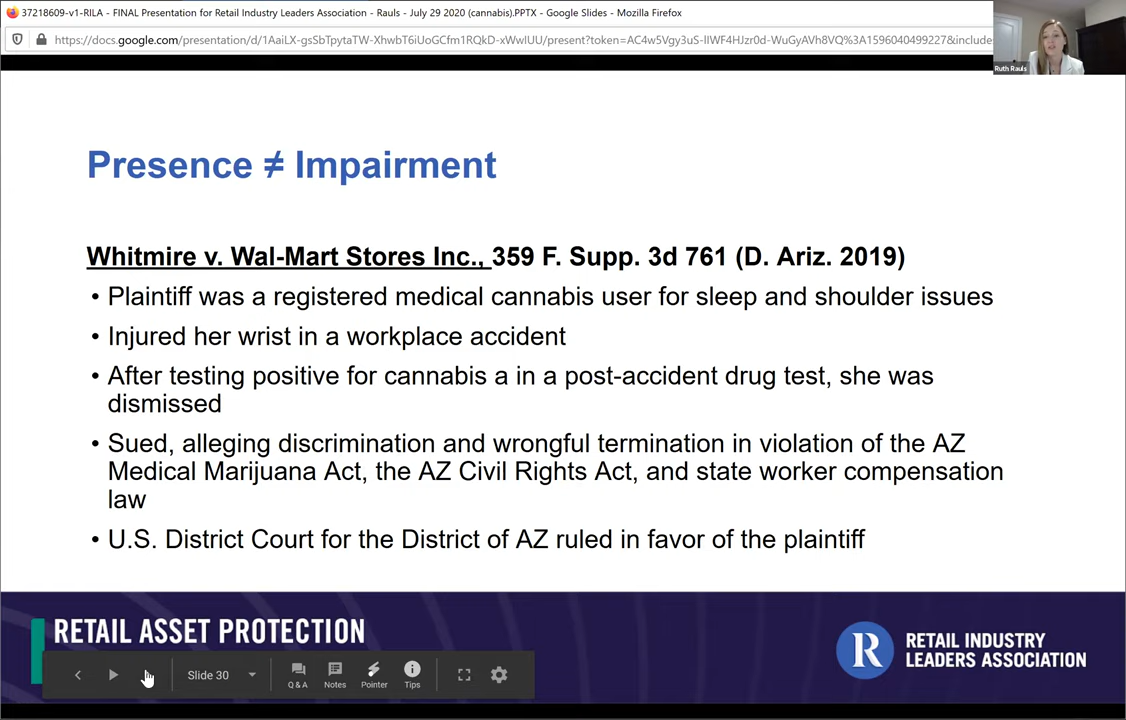 37218609-v1-RILA - FINAL Presentation for Retail Industry Leaders Association - Rauls - July 29 2020 (cannabis).PPTX - Google Slides - Mozilla Firefox
https://docs.google.com/presentation/d/1AaiLX-gsSbTpytaTW-XhwbT6iUoGCfm1RQkD-xWwIUU/present?token=AC4w5Vgy3uS-lIWF4HJzr0d-WuGyAVh8VQ%3A1596040499227&include
Ruth Rauls
Presence ≠ Impairment
Whitmire v. Wal-Mart Stores Inc., 359 F. Supp. 3d 761 (D. Ariz. 2019)
• Plaintiff was a registered medical cannabis user for sleep and shoulder issues
• Injured her wrist in a workplace accident
• After testing positive for cannabis a in a post-accident drug test, she was
dismissed
• Sued, alleging discrimination and wrongful termination in violation of the AZ
Medical Marijuana Act, the AZ Civil Rights Act, and state worker compensation
law
• U.S. District Court for the District of AZ ruled in favor of the plaintiff
RETAIL ASSET PROTECTION
R RETAIL INDUSTRY
LEADERS ASSOCIATION
Slide 30
Q & A Notes Pointer Tips